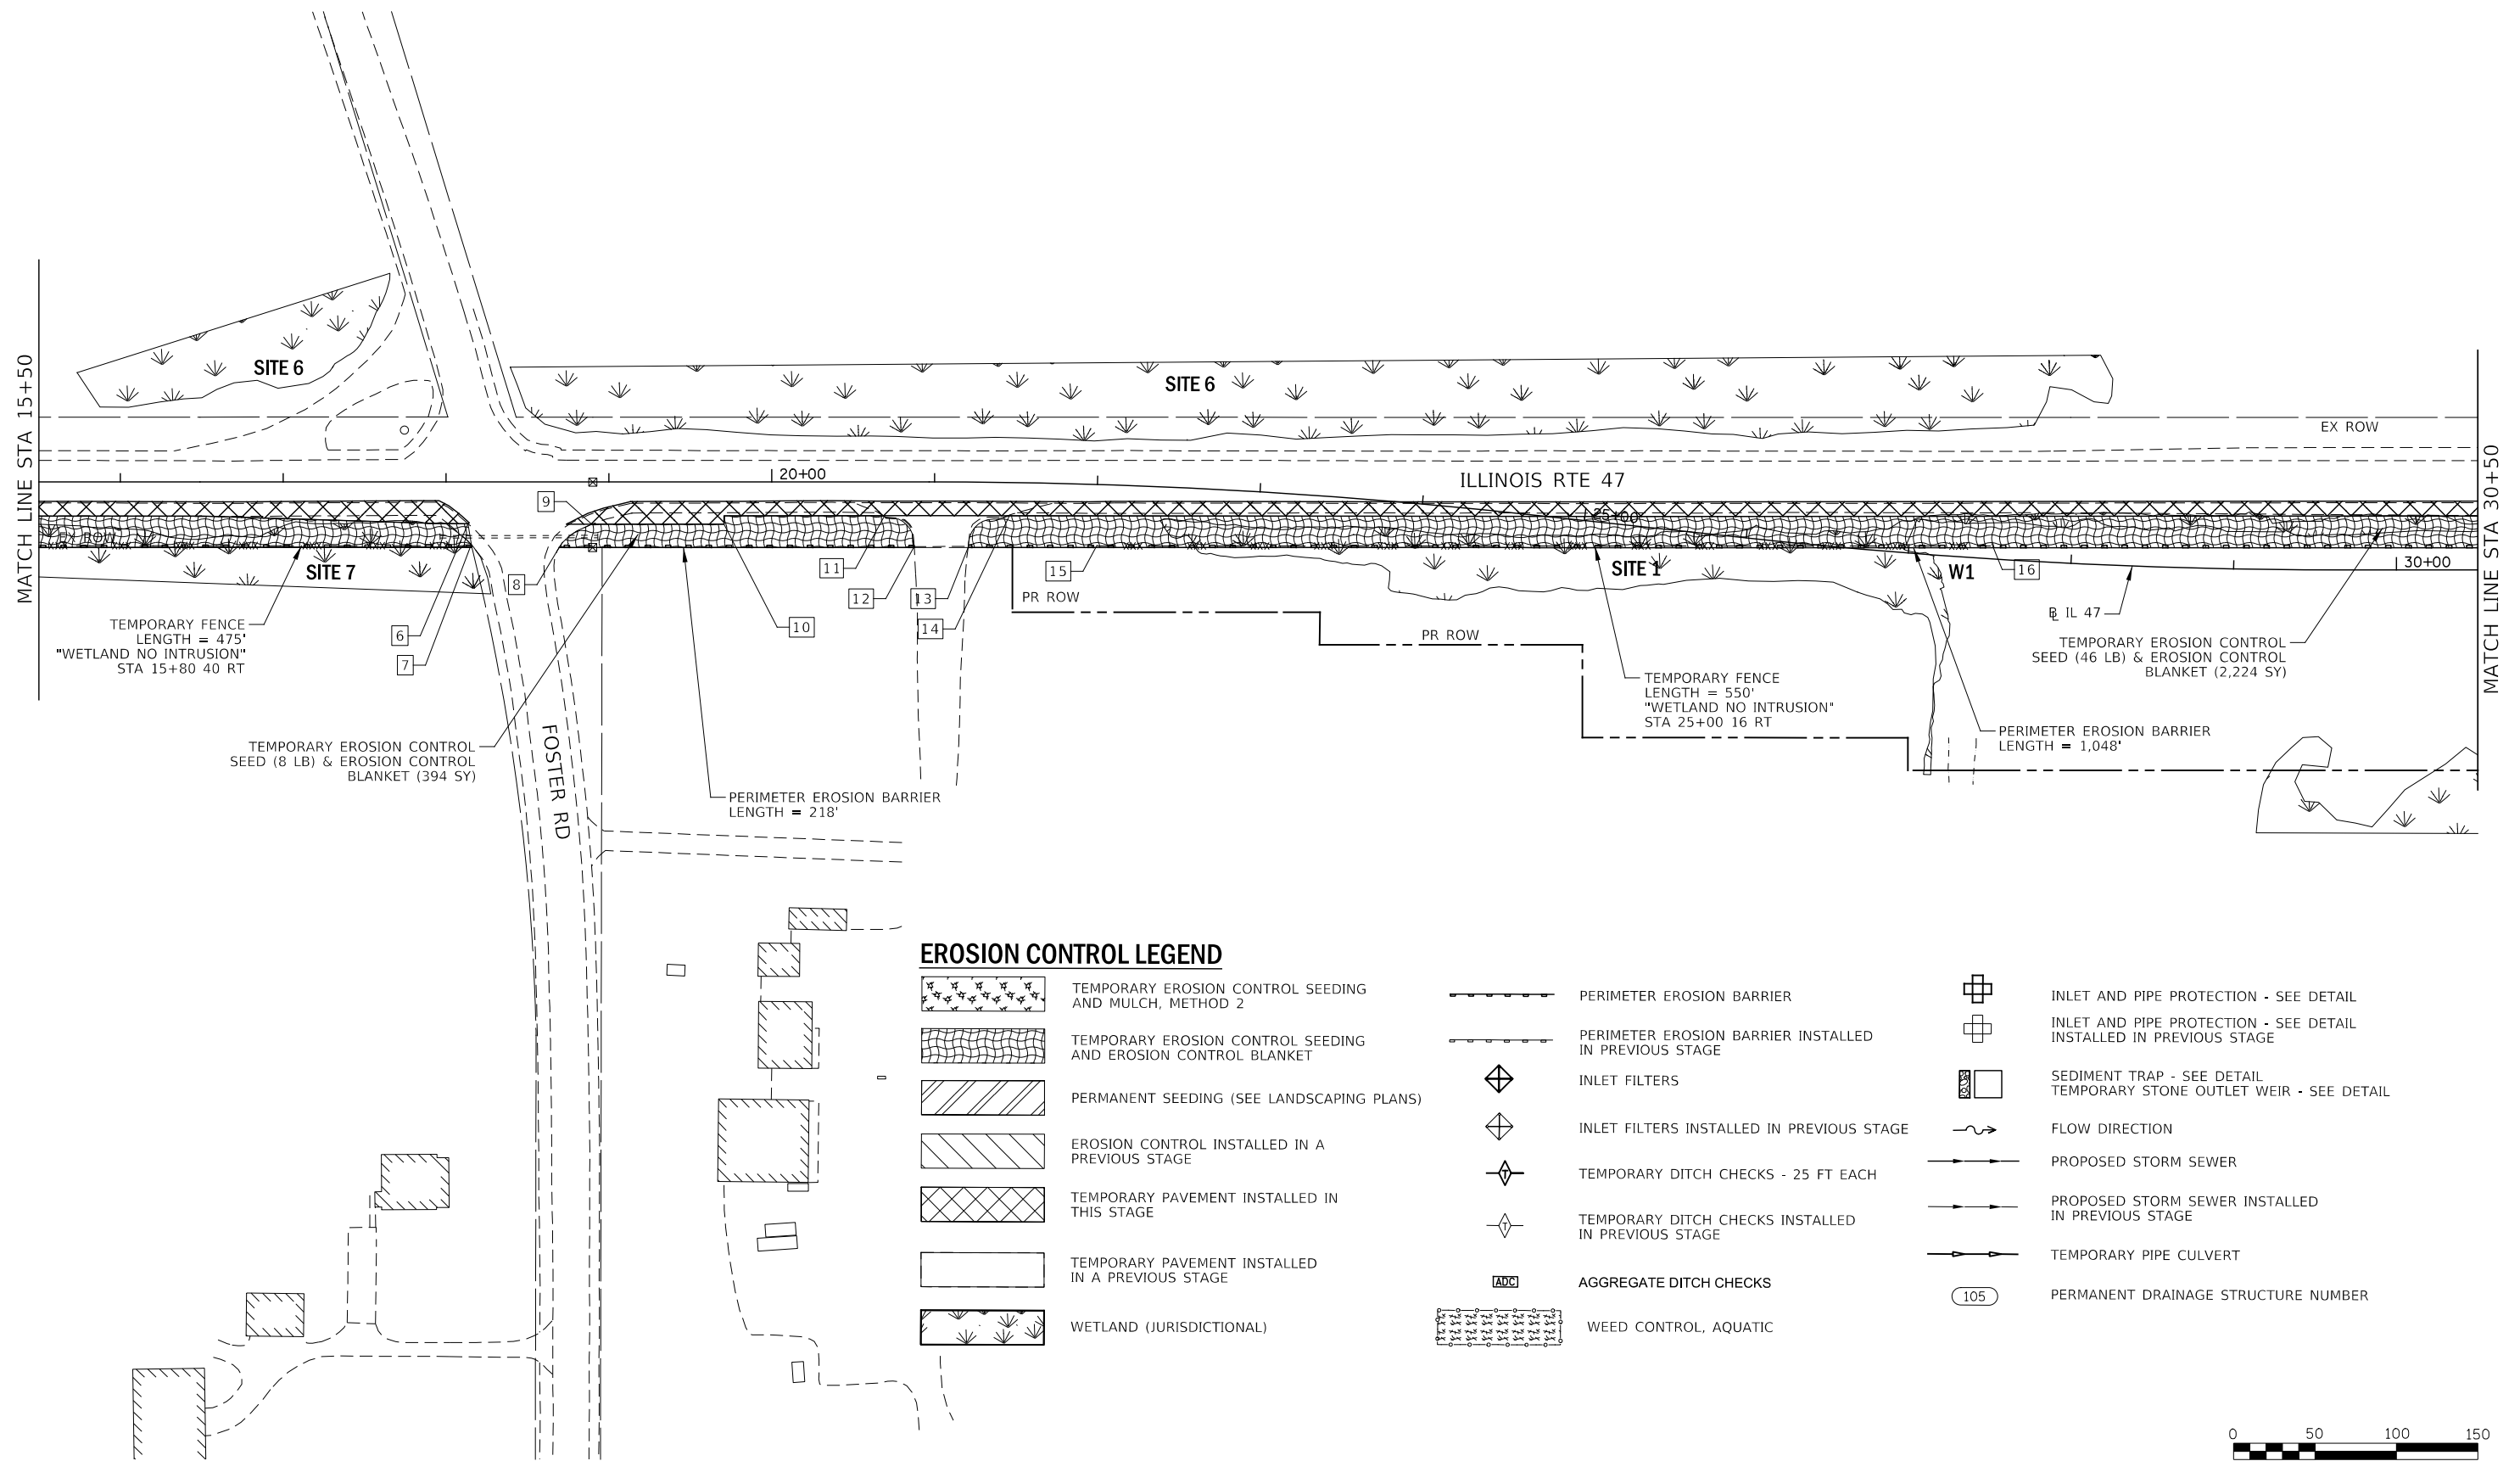 MATCH LINE STA 15+50
SITE 6
SITE 6
EX ROW
ILLINOIS RTE 47
20+00
25+00
30+00
MATCH LINE STA 30+50
EX ROW
SITE 7
SITE 1
W1
9
8
6
7
10
11
12
13
14
15
16
PR ROW
PR ROW
℄ IL 47
TEMPORARY FENCE
LENGTH = 475'
"WETLAND NO INTRUSION"
STA 15+80 40 RT
TEMPORARY EROSION CONTROL
SEED (8 LB) & EROSION CONTROL
BLANKET (394 SY)
FOSTER RD
PERIMETER EROSION BARRIER
LENGTH = 218'
TEMPORARY FENCE
LENGTH = 550'
"WETLAND NO INTRUSION"
STA 25+00 16 RT
TEMPORARY EROSION CONTROL
SEED (46 LB) & EROSION CONTROL
BLANKET (2,224 SY)
PERIMETER EROSION BARRIER
LENGTH = 1,048'
EROSION CONTROL LEGEND
TEMPORARY EROSION CONTROL SEEDING
AND MULCH, METHOD 2
TEMPORARY EROSION CONTROL SEEDING
AND EROSION CONTROL BLANKET
PERMANENT SEEDING (SEE LANDSCAPING PLANS)
EROSION CONTROL INSTALLED IN A
PREVIOUS STAGE
TEMPORARY PAVEMENT INSTALLED IN
THIS STAGE
TEMPORARY PAVEMENT INSTALLED
IN A PREVIOUS STAGE
WETLAND (JURISDICTIONAL)
PERIMETER EROSION BARRIER
PERIMETER EROSION BARRIER INSTALLED
IN PREVIOUS STAGE
INLET FILTERS
INLET FILTERS INSTALLED IN PREVIOUS STAGE
T
TEMPORARY DITCH CHECKS - 25 FT EACH
T
TEMPORARY DITCH CHECKS INSTALLED
IN PREVIOUS STAGE
ADC
AGGREGATE DITCH CHECKS
WEED CONTROL, AQUATIC
INLET AND PIPE PROTECTION - SEE DETAIL
INLET AND PIPE PROTECTION - SEE DETAIL
INSTALLED IN PREVIOUS STAGE
SEDIMENT TRAP - SEE DETAIL
TEMPORARY STONE OUTLET WEIR - SEE DETAIL
FLOW DIRECTION
PROPOSED STORM SEWER
PROPOSED STORM SEWER INSTALLED
IN PREVIOUS STAGE
TEMPORARY PIPE CULVERT
105
PERMANENT DRAINAGE STRUCTURE NUMBER
0 50 100 150